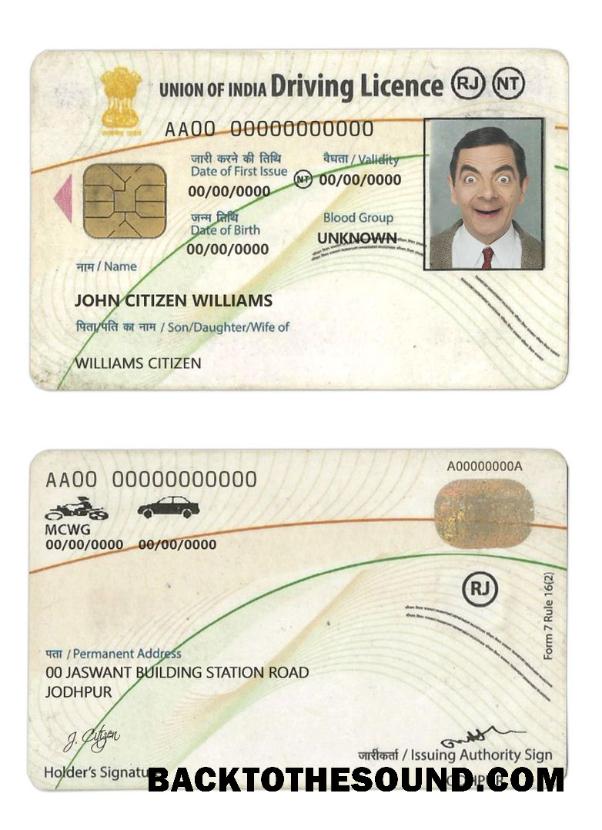 UNION OF INDIA Driving Licence RJ NT
AA00 00000000000
जारी करने की तिथि वैधता / Validity
Date of First Issue NT 00/00/0000
00/00/0000
जन्म तिथि Blood Group
Date of Birth UNKNOWN
00/00/0000
नाम / Name
JOHN CITIZEN WILLIAMS
पिता/पति का नाम / Son/Daughter/Wife of
WILLIAMS CITIZEN
AA00 00000000000 A00000000A
MCWG
00/00/0000 00/00/0000
RJ
Form 7 Rule 16(2)
पता / Permanent Address
00 JASWANT BUILDING STATION ROAD
JODHPUR
J. Citizen
जारीकर्ता / Issuing Authority Sign
Holder's Signatu
BACKTOTHESOUND.COM